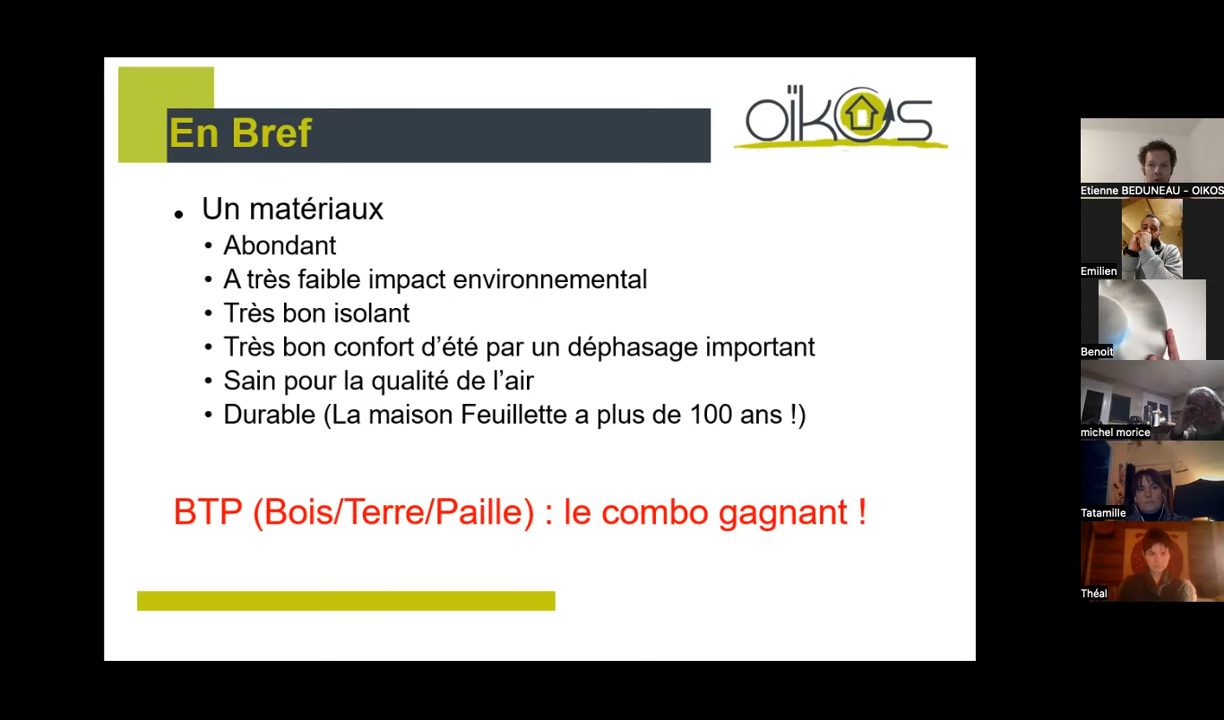 En Bref
oïkos
Un matériaux
Abondant
A très faible impact environnemental
Très bon isolant
Très bon confort d’été par un déphasage important
Sain pour la qualité de l’air
Durable (La maison Feuillette a plus de 100 ans !)
BTP (Bois/Terre/Paille) : le combo gagnant !
Etienne BEDUNEAU - OIKOS
Emilien
Benoit
michel morice
Tatamille
Théal